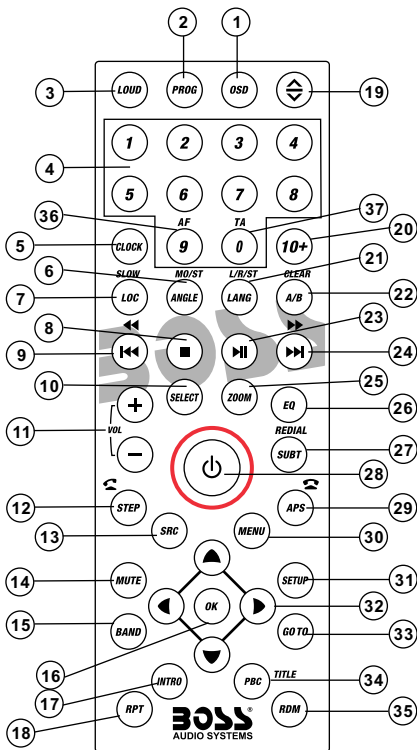 2 1
3 LOUD PROG OSD 19
1 2 3 4
4
5 6 7 8
36 AF TA 37
5 CLOCK 9 0 10+ 20
6 SLOW MO/ST L/R/ST CLEAR 21
7 LOC ANGLE LANG A/B 22
8 23
9 24
BOSS
10 SELECT ZOOM 25
+ EQ 26
11 VOL REDIAL
− SUBT 27
28
12 STEP APS 29
13 SRC MENU 30
14 MUTE SETUP 31
OK 32
15 BAND GOTO 33
16
17 INTRO PBC TITLE 34
18 RPT RDM 35
BOSS
AUDIO SYSTEMS